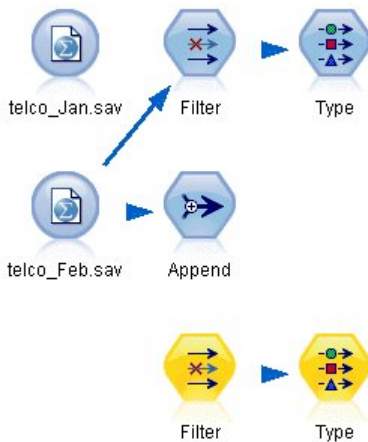 telco_Jan.sav
Filter
Type
telco_Feb.sav
Append
Filter
Type